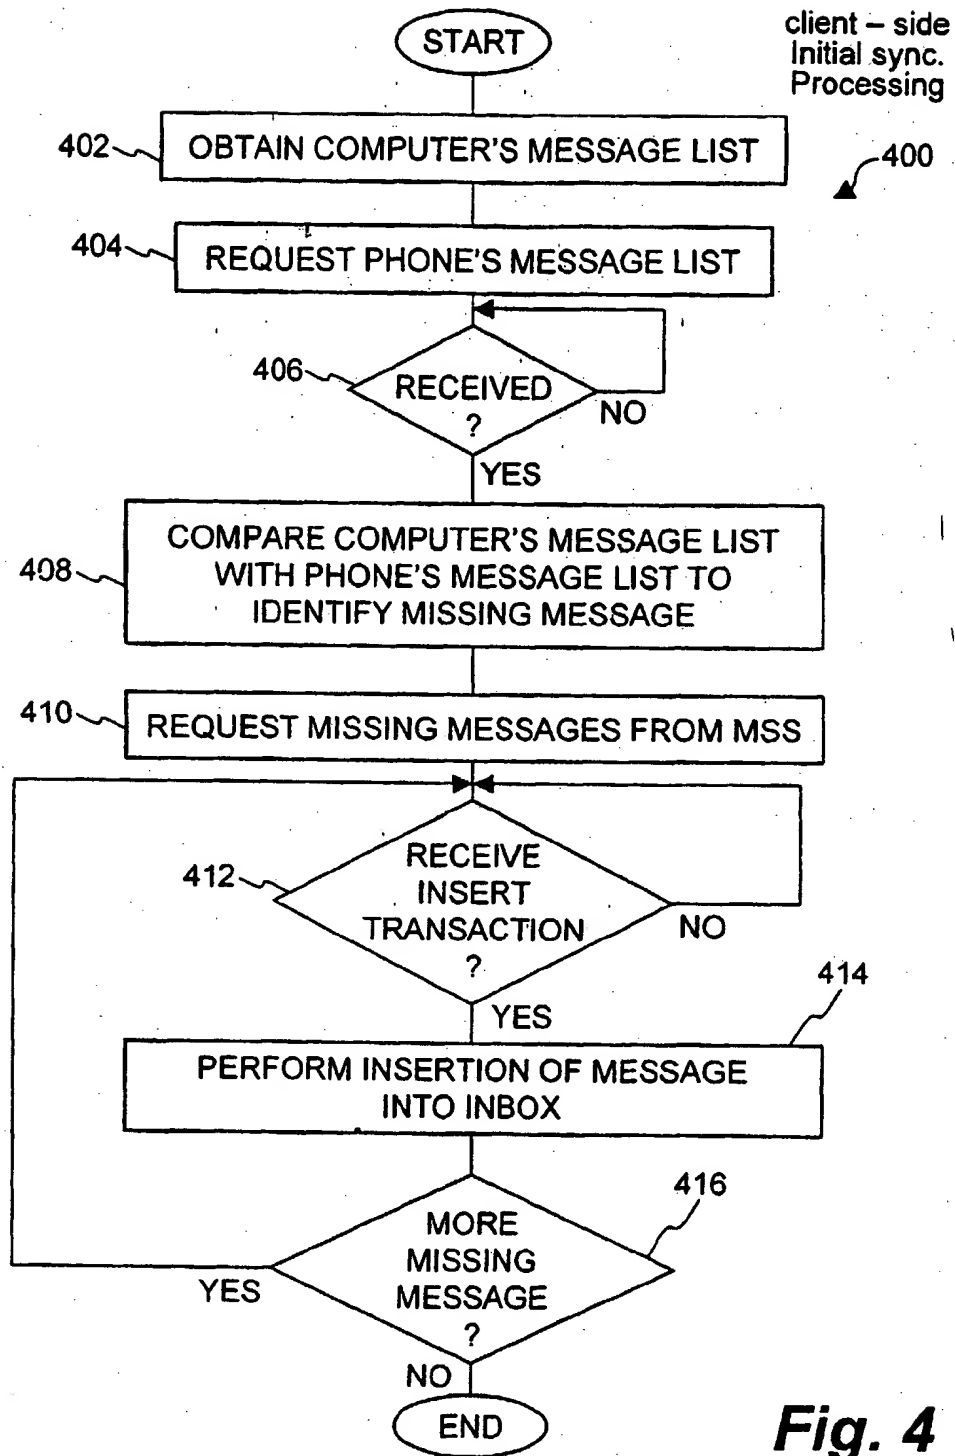 START
client – side
Initial sync.
Processing
400
402
OBTAIN COMPUTER'S MESSAGE LIST
404
REQUEST PHONE'S MESSAGE LIST
406
RECEIVED
?
NO
YES
408
COMPARE COMPUTER'S MESSAGE LIST
WITH PHONE'S MESSAGE LIST TO
IDENTIFY MISSING MESSAGE
410
REQUEST MISSING MESSAGES FROM MSS
412
RECEIVE
INSERT
TRANSACTION
?
NO
YES
414
PERFORM INSERTION OF MESSAGE
INTO INBOX
416
MORE
MISSING
MESSAGE
?
YES
NO
END
Fig. 4